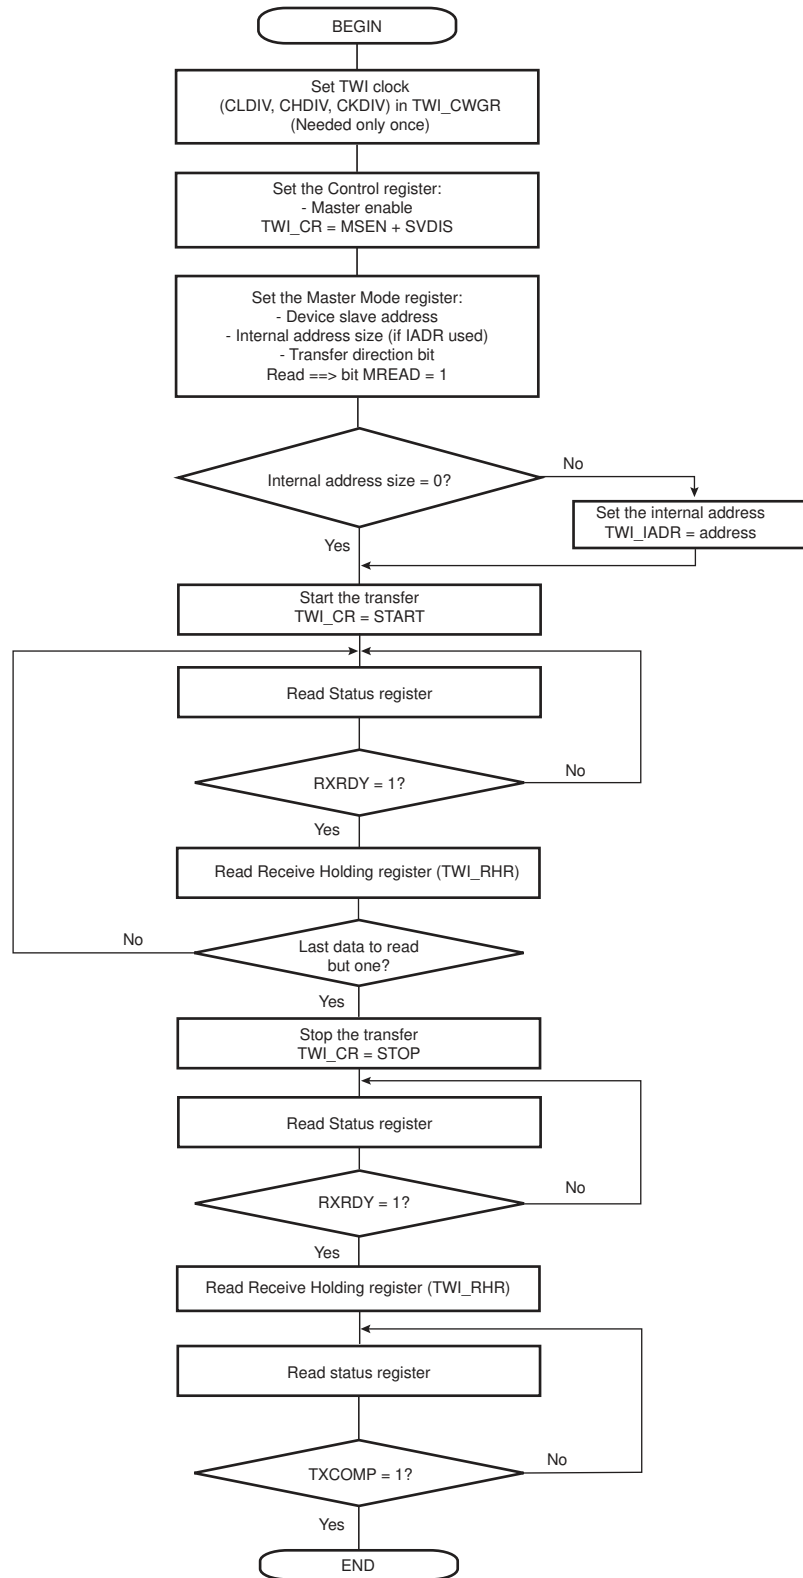 BEGIN
Set TWI clock
(CLDIV, CHDIV, CKDIV) in TWI_CWGR
(Needed only once)
Set the Control register:
- Master enable
TWI_CR = MSEN + SVDIS
Set the Master Mode register:
- Device slave address
- Internal address size (if IADR used)
- Transfer direction bit
Read ==> bit MREAD = 1
Internal address size = 0?
No
Set the internal address
TWI_IADR = address
Yes
Start the transfer
TWI_CR = START
Read Status register
RXRDY = 1?
No
Yes
Read Receive Holding register (TWI_RHR)
Last data to read
but one?
No
Yes
Stop the transfer
TWI_CR = STOP
Read Status register
RXRDY = 1?
No
Yes
Read Receive Holding register (TWI_RHR)
Read status register
TXCOMP = 1?
No
Yes
END